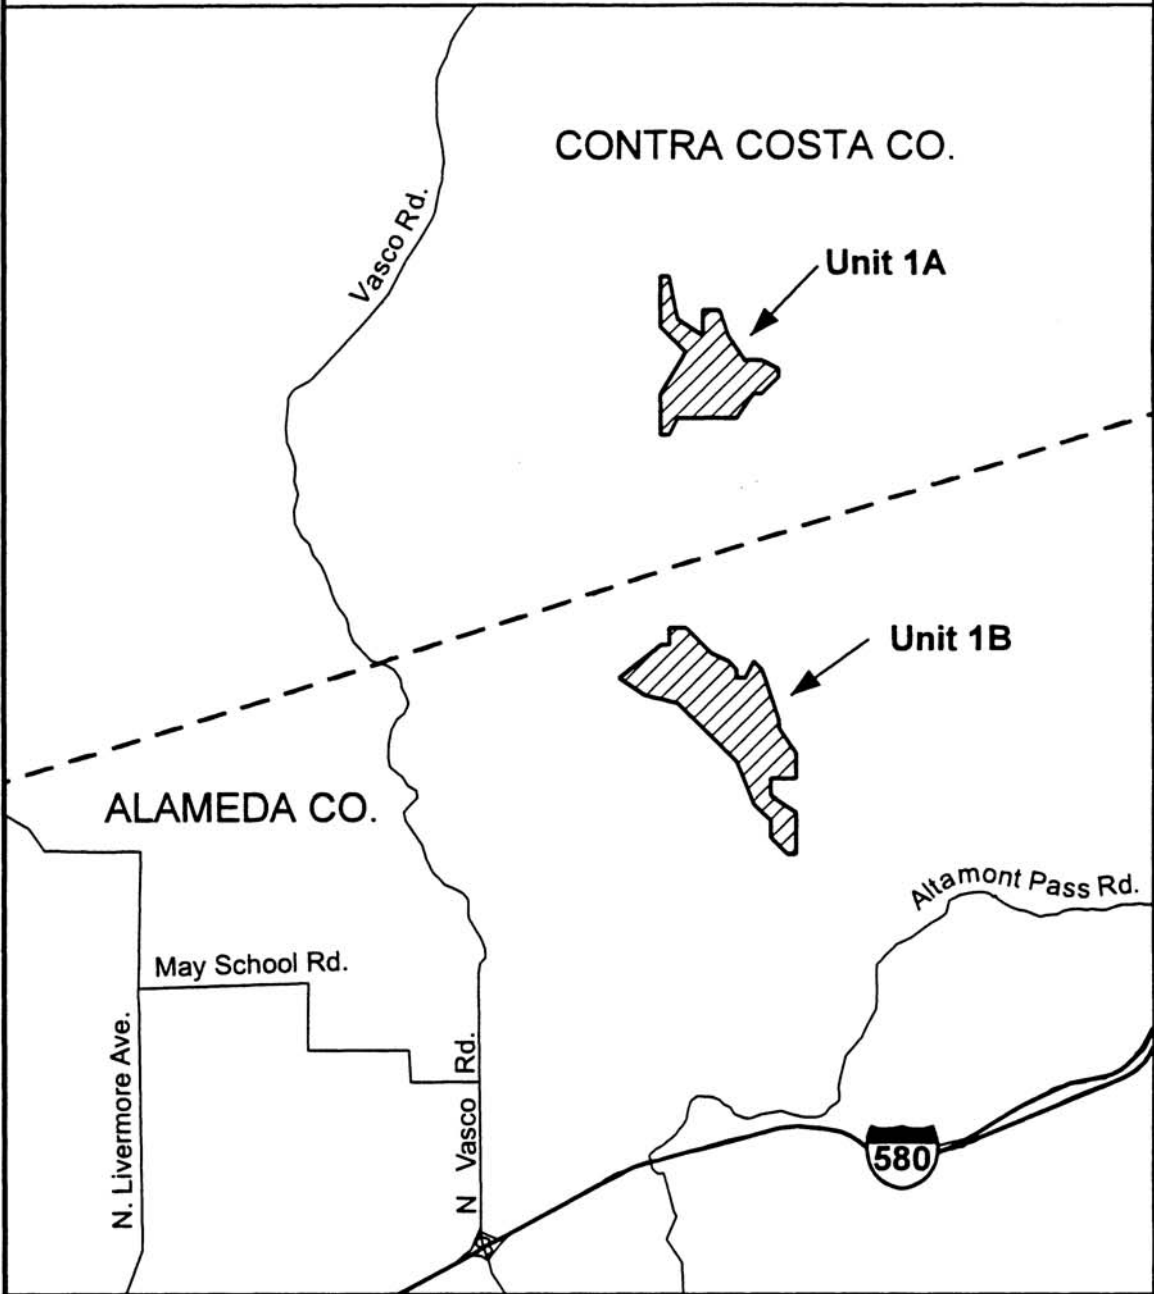 CONTRA COSTA CO.
Vasco Rd.
Unit 1A
Unit 1B
ALAMEDA CO.
Altamont Pass Rd.
May School Rd.
N. Livermore Ave.
N Vasco Rd.
580